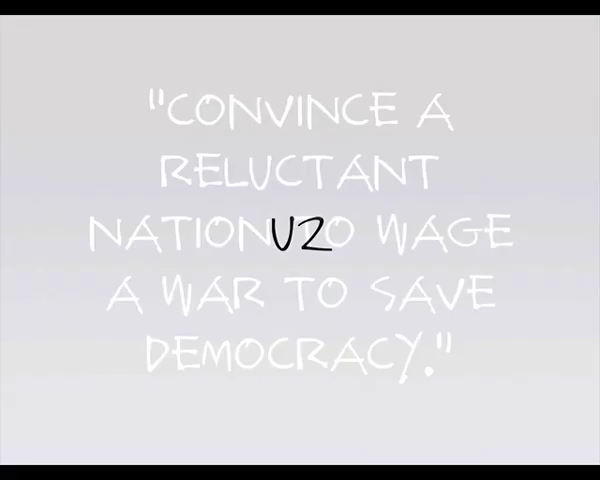 "CONVINCE A
RELUCTANT
NATION TO WAGE
U2
A WAR TO SAVE
DEMOCRACY."